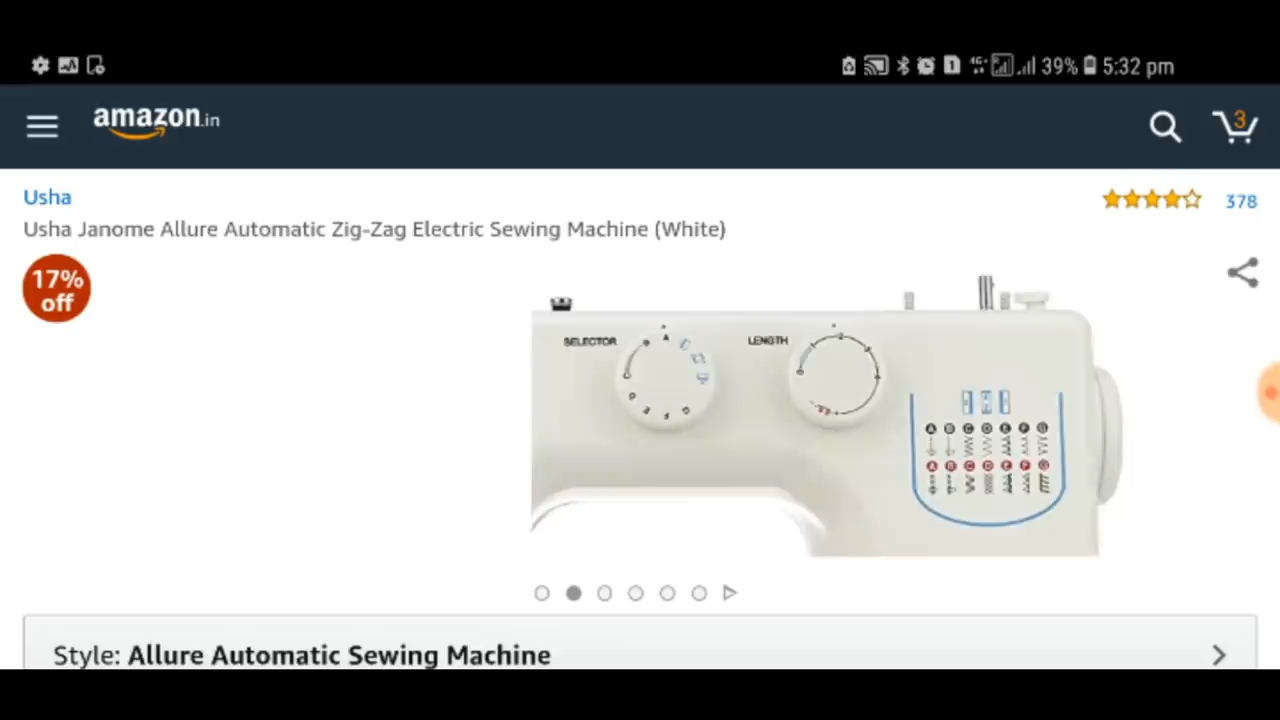 39% 5:32 pm
amazon.in
3
Usha
378
Usha Janome Allure Automatic Zig-Zag Electric Sewing Machine (White)
17%
off
SELECTOR
LENGTH
A B C D E F G
A B C D E F G
Style: Allure Automatic Sewing Machine